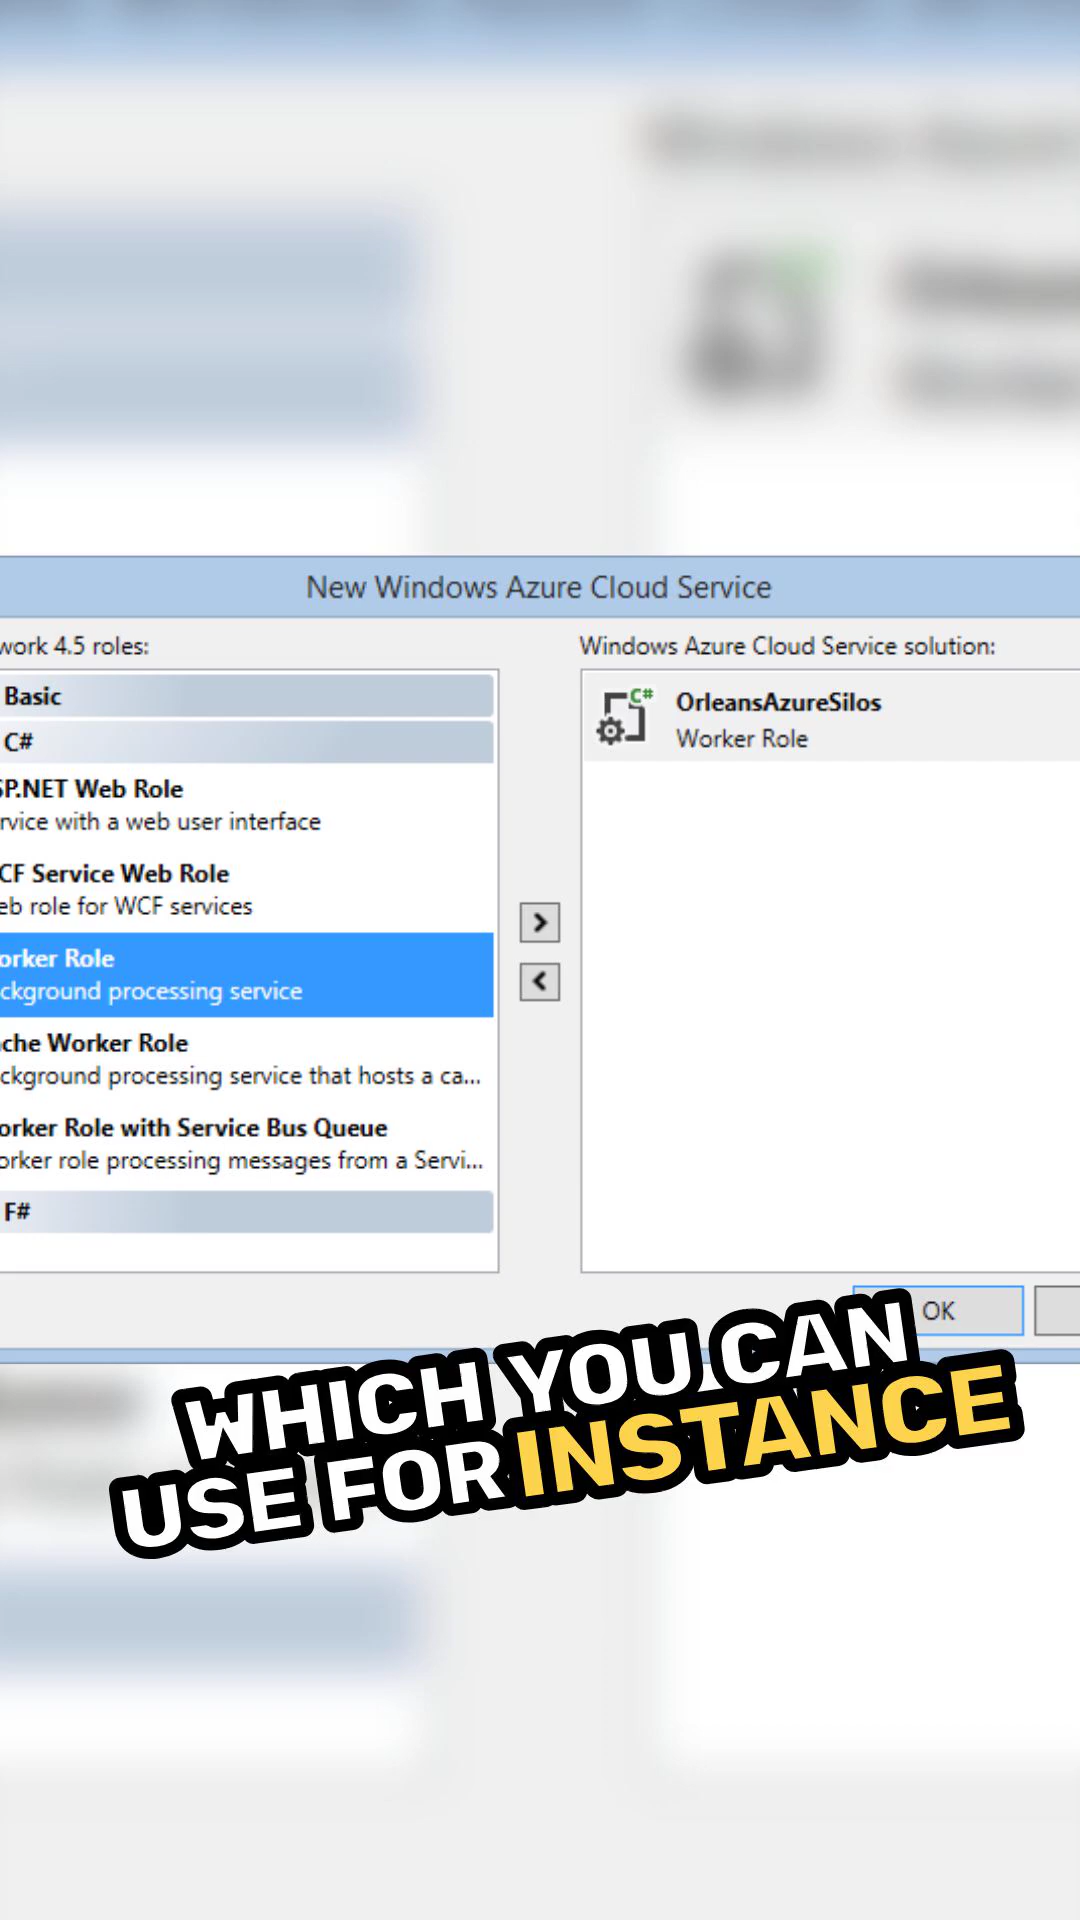 New Windows Azure Cloud Service
work 4.5 roles:
Basic
C#
SP.NET Web Role
rvice with a web user interface
CF Service Web Role
eb role for WCF services
orker Role
ckground processing service
che Worker Role
ckground processing service that hosts a ca...
orker Role with Service Bus Queue
orker role processing messages from a Servi...
F#
Windows Azure Cloud Service solution:
C#
OrleansAzureSilos
Worker Role
OK
WHICH YOU CAN
USE FOR INSTANCE